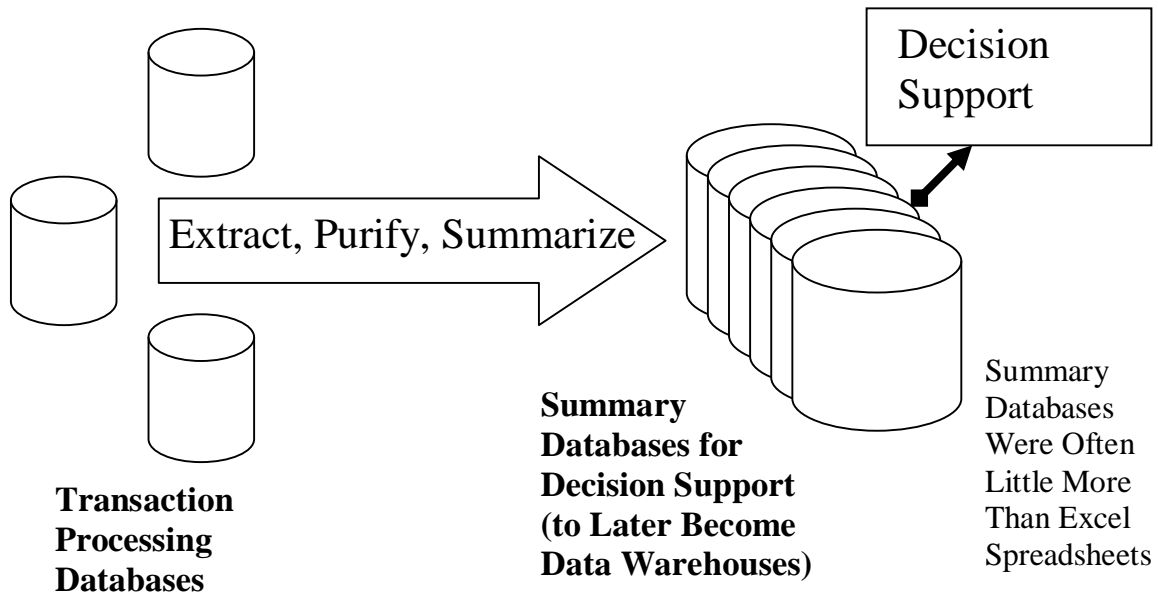 Decision
Support
Extract, Purify, Summarize
Transaction
Processing
Databases
Summary
Databases for
Decision Support
(to Later Become
Data Warehouses)
Summary
Databases
Were Often
Little More
Than Excel
Spreadsheets